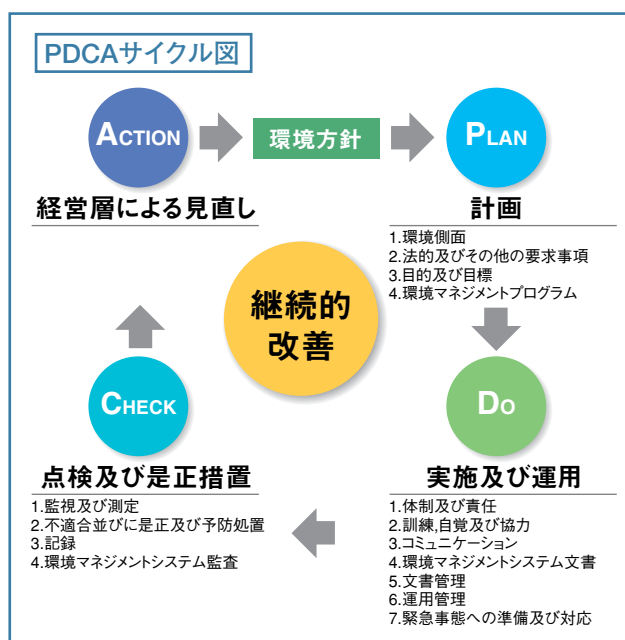 PDCAサイクル図
ACTION
環境方針
PLAN
経営層による見直し
計画
1.環境側面
2.法的及びその他の要求事項
3.目的及び目標
4.環境マネジメントプログラム
継続的
改善
CHECK
DO
点検及び是正措置
1.監視及び測定
2.不適合並びに是正及び予防処置
3.記録
4.環境マネジメントシステム監査
実施及び運用
1.体制及び責任
2.訓練,自覚及び協力
3.コミュニケーション
4.環境マネジメントシステム文書
5.文書管理
6.運用管理
7.緊急事態への準備及び対応